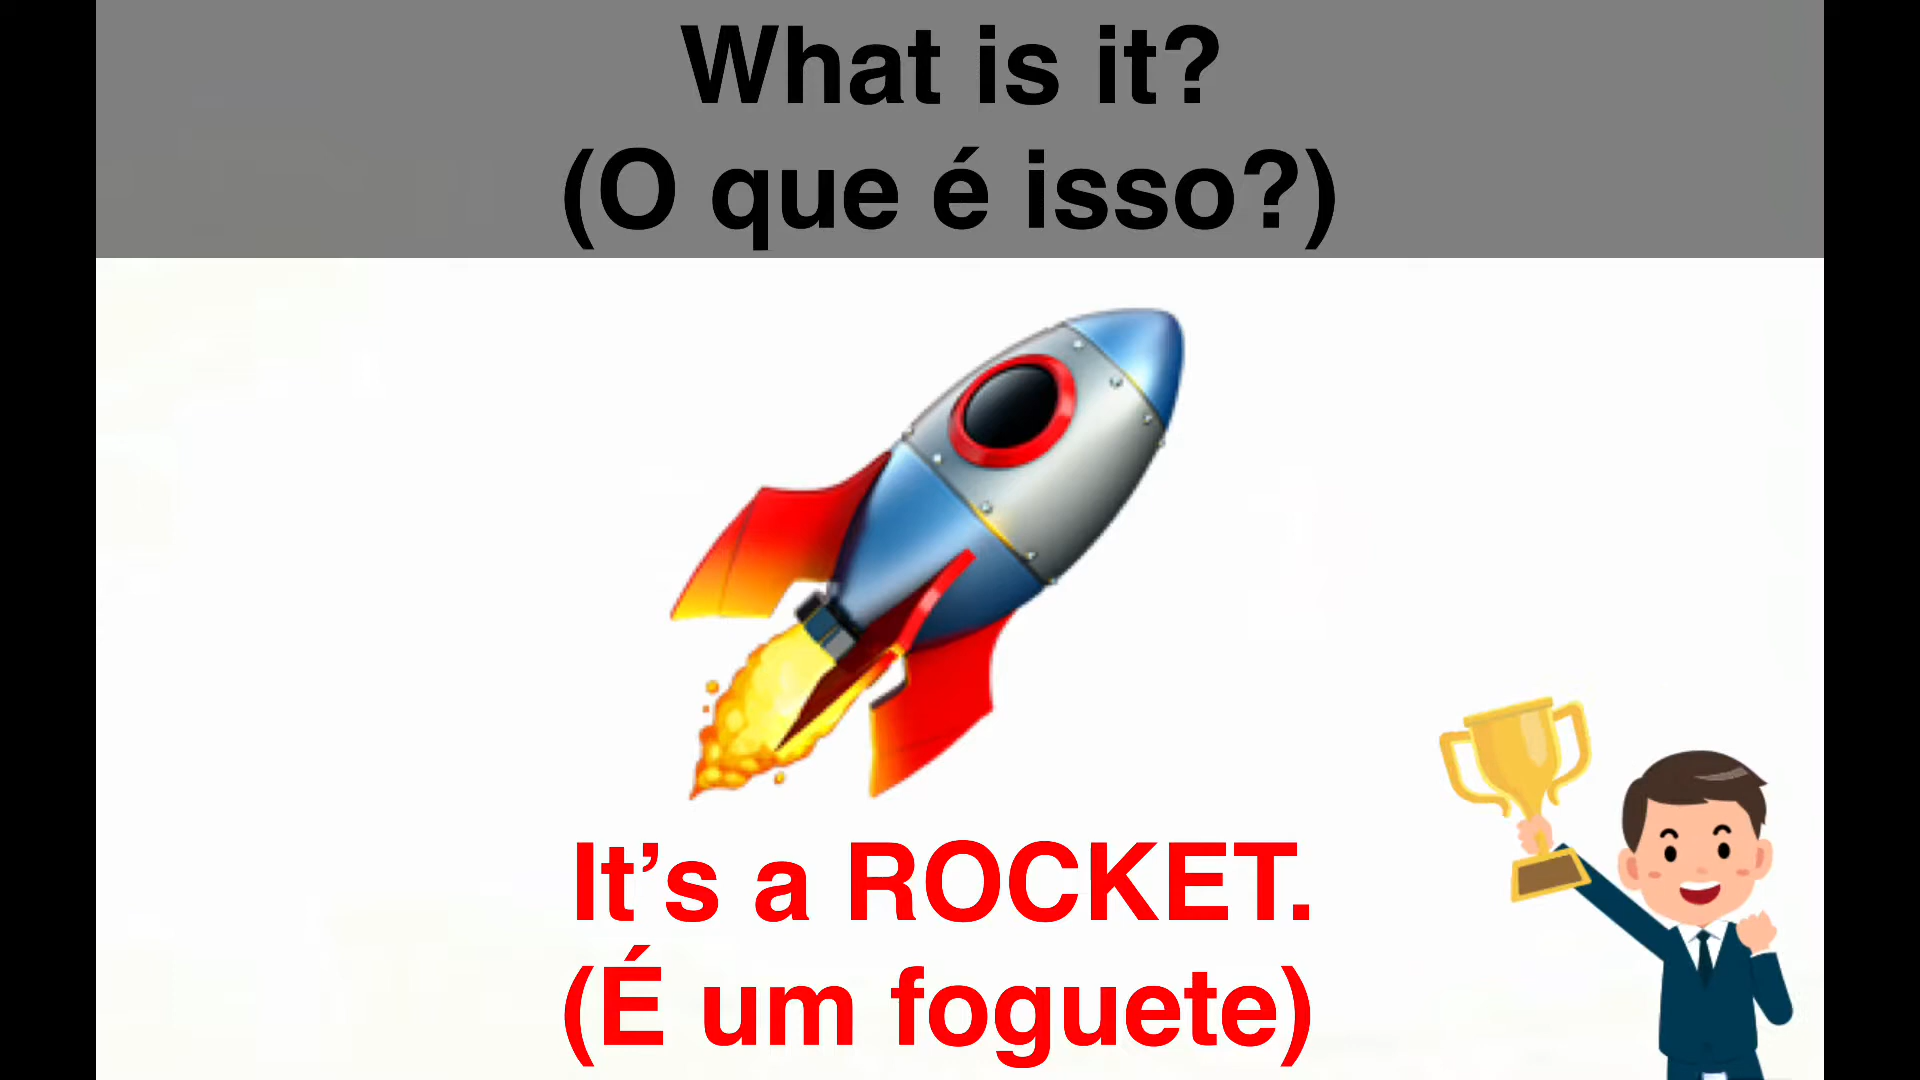 What is it?
(O que é isso?)
It’s a ROCKET.
(É um foguete)